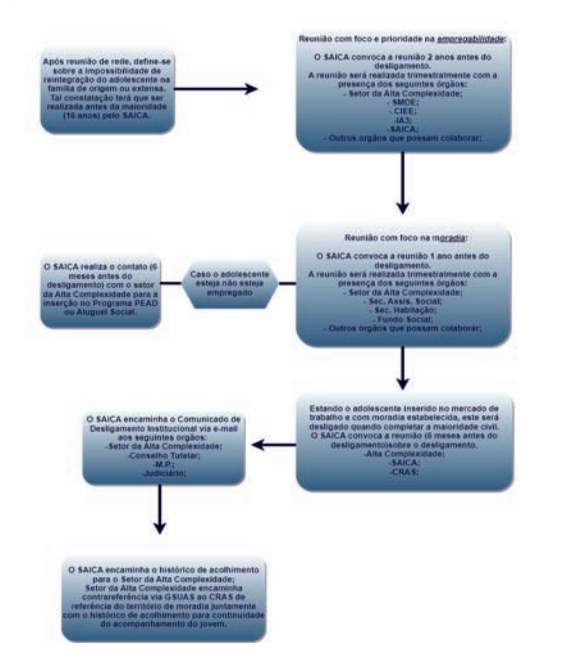 Após reunião de rede, define-se
sobre a impossibilidade de
reintegração do adolescente na
família de origem ou extensa.
Tal constatação terá que ser
realizada antes da maioridade
(16 anos) pelo SAICA.
Reunião com foco e prioridade na empregabilidade:
O SAICA convoca a reunião 2 anos antes do
desligamento.
A reunião será realizada trimestralmente com a
presença dos seguintes órgãos:
- Setor da Alta Complexidade;
- SMDE;
- CIEE;
-IA3;
-SAICA;
- Outros orgãos que possam colaborar;
Reunião com foco na moradia:
O SAICA convoca a reunião 1 ano antes do
desligamento.
A reunião será realizada trimestralmente com a
presença dos seguintes órgãos:
- Setor da Alta Complexidade;
- Sec. Assis. Social;
- Sec. Habitação;
- Fundo Social;
- Outros orgãos que possam colaborar;
Caso o adolescente
esteja não esteja
empregado
O SAICA realiza o contato (6
meses antes do
desligamento) com o setor
da Alta Complexidade para a
inserção no Programa PEAD
ou Aluguel Social.
Estando o adolescente inserido no mercado de
trabalho e com moradia estabelecida, este será
desligado quando completar a maioridade civil.
O SAICA convoca a reunião (6 meses antes do
desligamento)sobre o desligamento.
-Alta Complexidade;
-SAICA;
-CRAS;
O SAICA encaminha o Comunicado de
Desligamento Institucional via e-mail
aos seguintes orgãos:
-Setor da Alta Complexidade;
-Conselho Tutelar;
-M.P.;
-Judiciário;
O SAICA encaminha o histórico de acolhimento
para o Setor da Alta Complexidade;
Setor da Alta Complexidade encaminha
contrareferência via GSUAS ao CRAS de
referência do território de moradia juntamente
com o histórico de acolhimento para continuidade
do acompanhamento do jovem.